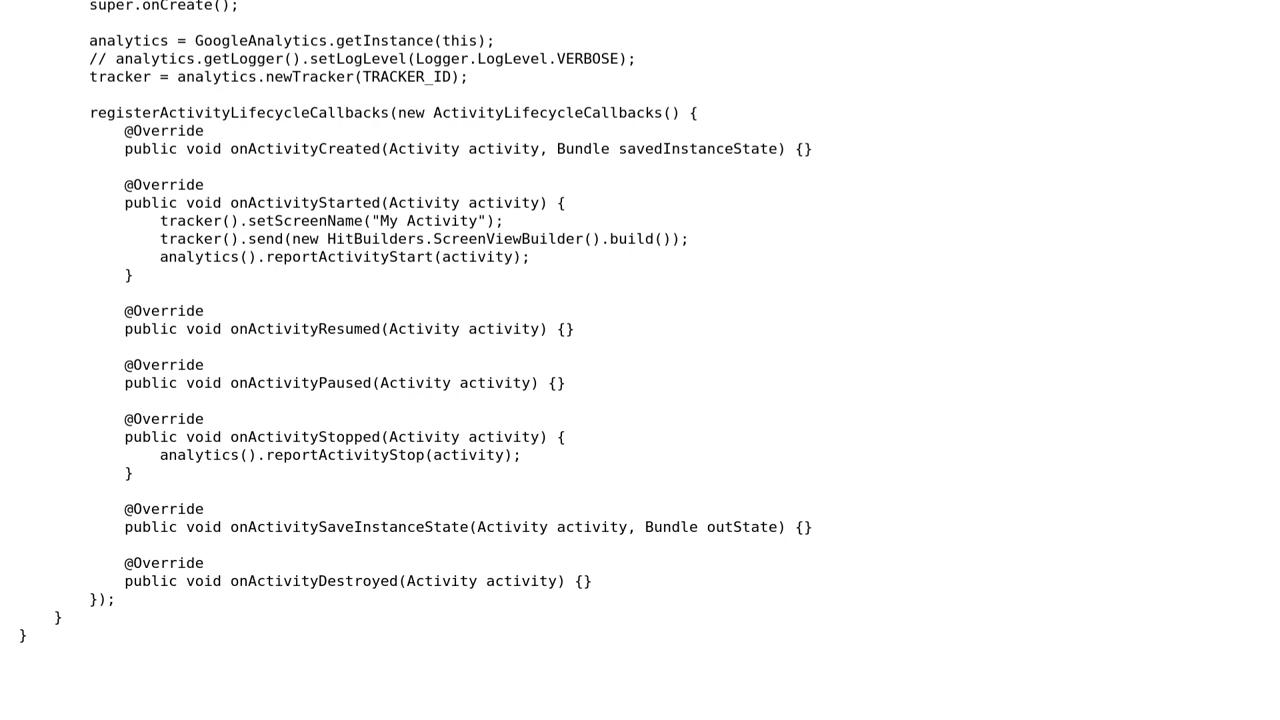 super.onCreate();
analytics = GoogleAnalytics.getInstance(this);
// analytics.getLogger().setLogLevel(Logger.LogLevel.VERBOSE);
tracker = analytics.newTracker(TRACKER_ID);
registerActivityLifecycleCallbacks(new ActivityLifecycleCallbacks() {
@Override
public void onActivityCreated(Activity activity, Bundle savedInstanceState) {}
@Override
public void onActivityStarted(Activity activity) {
tracker().setScreenName("My Activity");
tracker().send(new HitBuilders.ScreenViewBuilder().build());
analytics().reportActivityStart(activity);
}
@Override
public void onActivityResumed(Activity activity) {}
@Override
public void onActivityPaused(Activity activity) {}
@Override
public void onActivityStopped(Activity activity) {
analytics().reportActivityStop(activity);
}
@Override
public void onActivitySaveInstanceState(Activity activity, Bundle outState) {}
@Override
public void onActivityDestroyed(Activity activity) {}
});
}
}